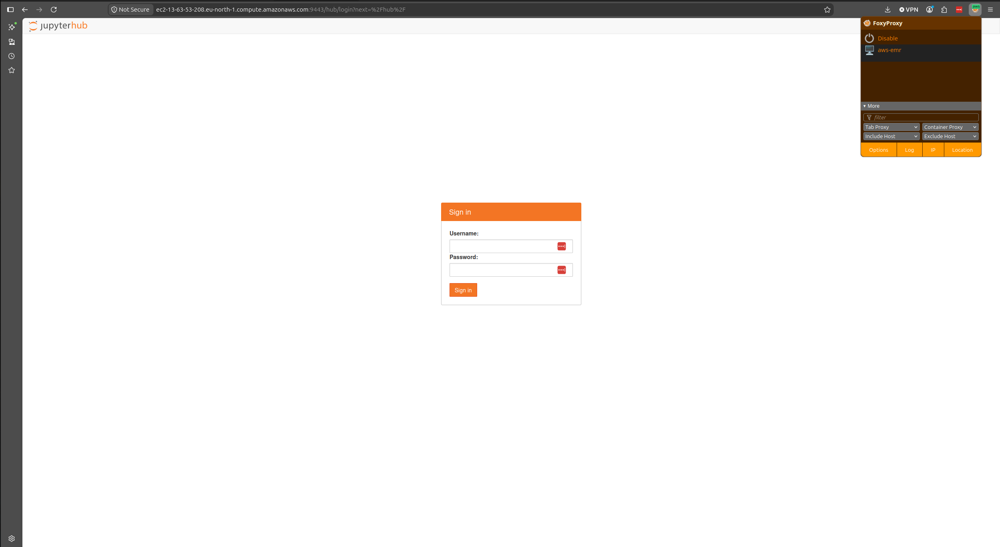 Not Secure ec2-13-63-53-208.eu-north-1.compute.amazonaws.com:9443/hub/login?next=%2Fhub%2F
VPN
aws
jupyterhub
FoxyProxy
Disable
aws-emr
More
filter
Tab Proxy Container Proxy
Include Host Exclude Host
Options Log IP Location
Sign in
Username:
Password:
Sign in